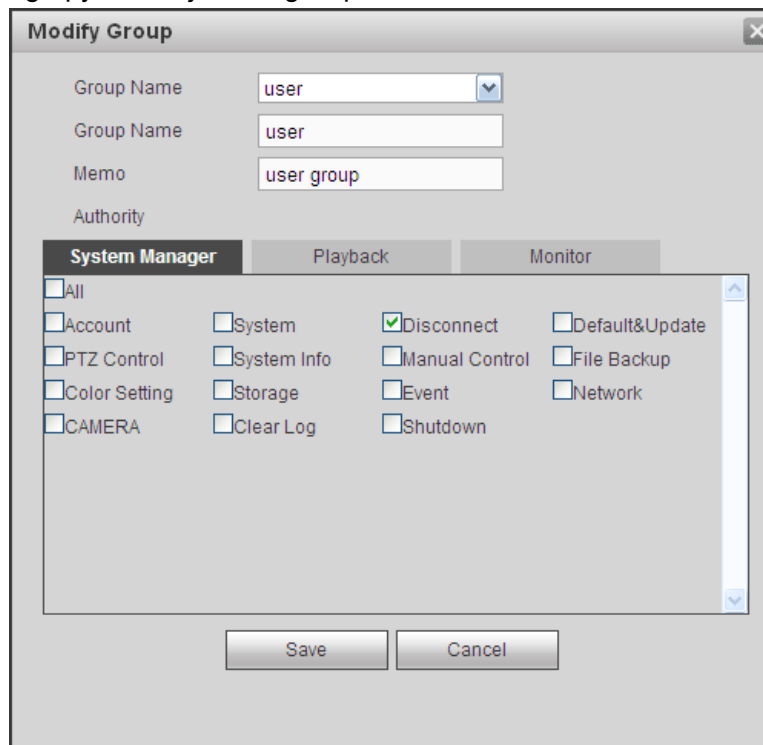 Modify Group
Group Name user
Group Name user
Memo user group
Authority
System Manager Playback Monitor
All
Account System Disconnect Default&Update
PTZ Control System Info Manual Control File Backup
Color Setting Storage Event Network
CAMERA Clear Log Shutdown
Save Cancel